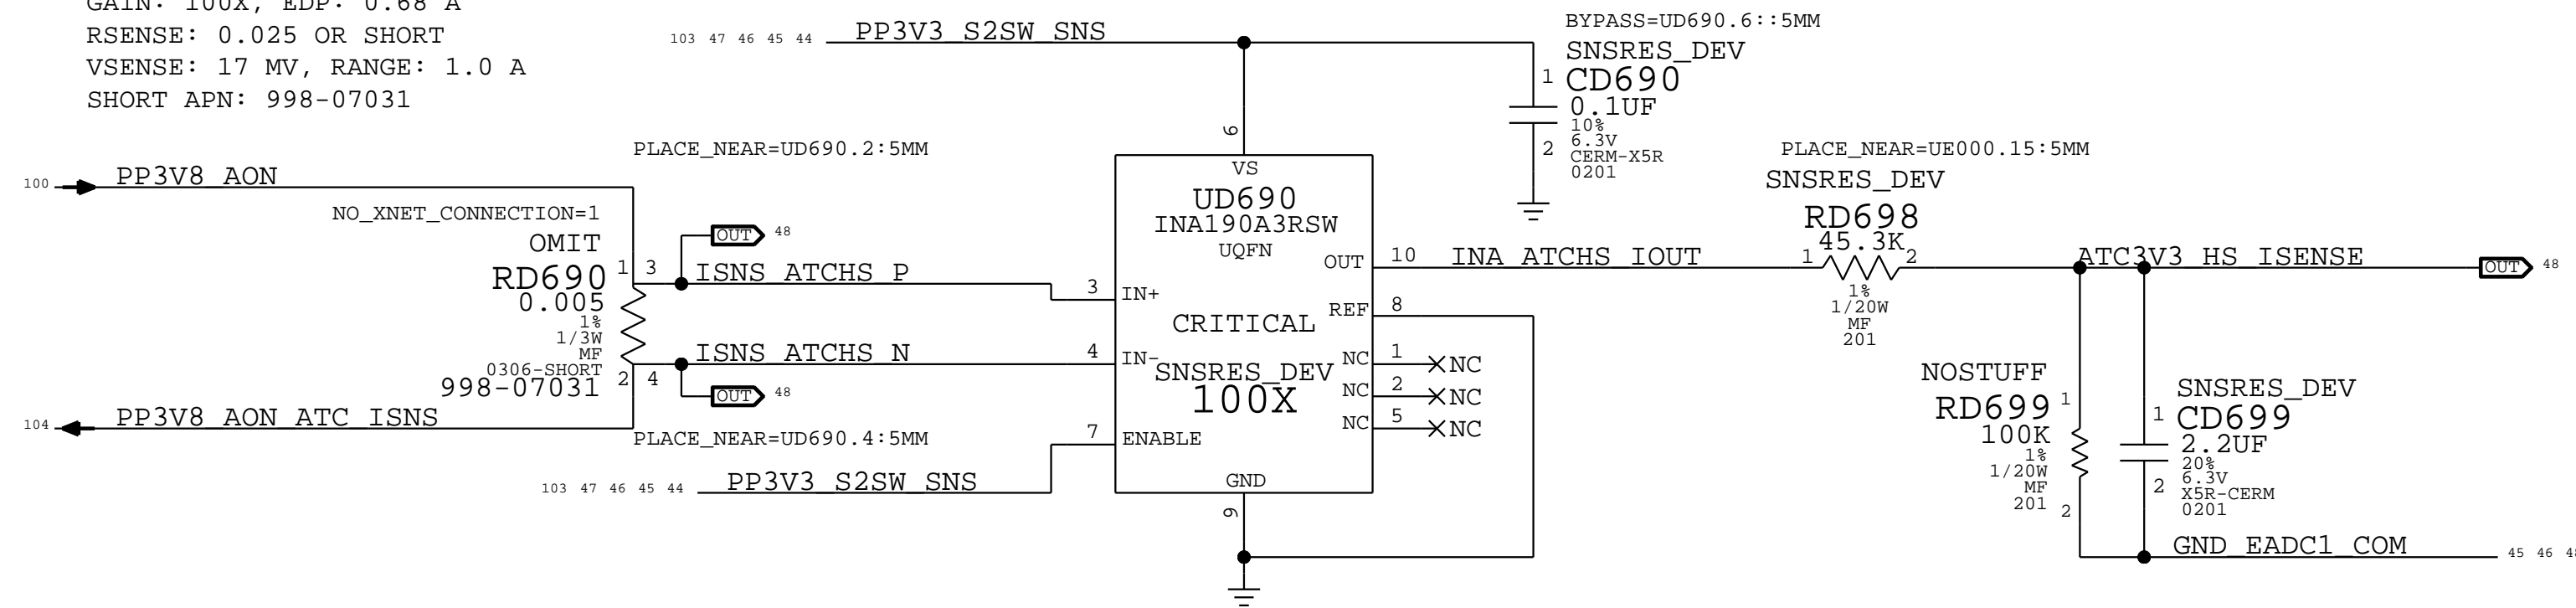 GAIN: 100X, EDP: 0.68 A
RSENSE: 0.025 OR SHORT
VSENSE: 17 MV, RANGE: 1.0 A
SHORT APN: 998-07031
103 47 46 45 44
PP3V3_S2SW_SNS
BYPASS=UD690.6::5MM
SNSRES_DEV
1
CD690
0.1UF
10%
6.3V
2
CERM-X5R
0201
6
PLACE_NEAR=UD690.2:5MM
100
PP3V8_AON
NO_XNET_CONNECTION=1
OMIT
RD690
1 3
0.005
1%
1/3W
MF
0306-SHORT
998-07031
2 4
OUT 48
ISNS_ATCHS_P
ISNS_ATCHS_N
OUT 48
104
PP3V8_AON_ATC_ISNS
PLACE_NEAR=UD690.4:5MM
103 47 46 45 44
PP3V3_S2SW_SNS
VS
UD690
INA190A3RSW
UQFN
3
IN+
4
IN-
7
ENABLE
CRITICAL
SNSRES_DEV
100X
GND
9
OUT
10
REF
8
NC
1
NC
NC
2
NC
NC
5
NC
INA_ATCHS_IOUT
PLACE_NEAR=UE000.15:5MM
SNSRES_DEV
RD698
45.3K
1
2
1%
1/20W
MF
201
ATC3V3_HS_ISENSE
OUT 48
NOSTUFF
RD699
1
100K
1%
1/20W
MF
201
2
SNSRES_DEV
1
CD699
2.2UF
20%
6.3V
2
X5R-CERM
0201
GND_EADC1_COM
45 46